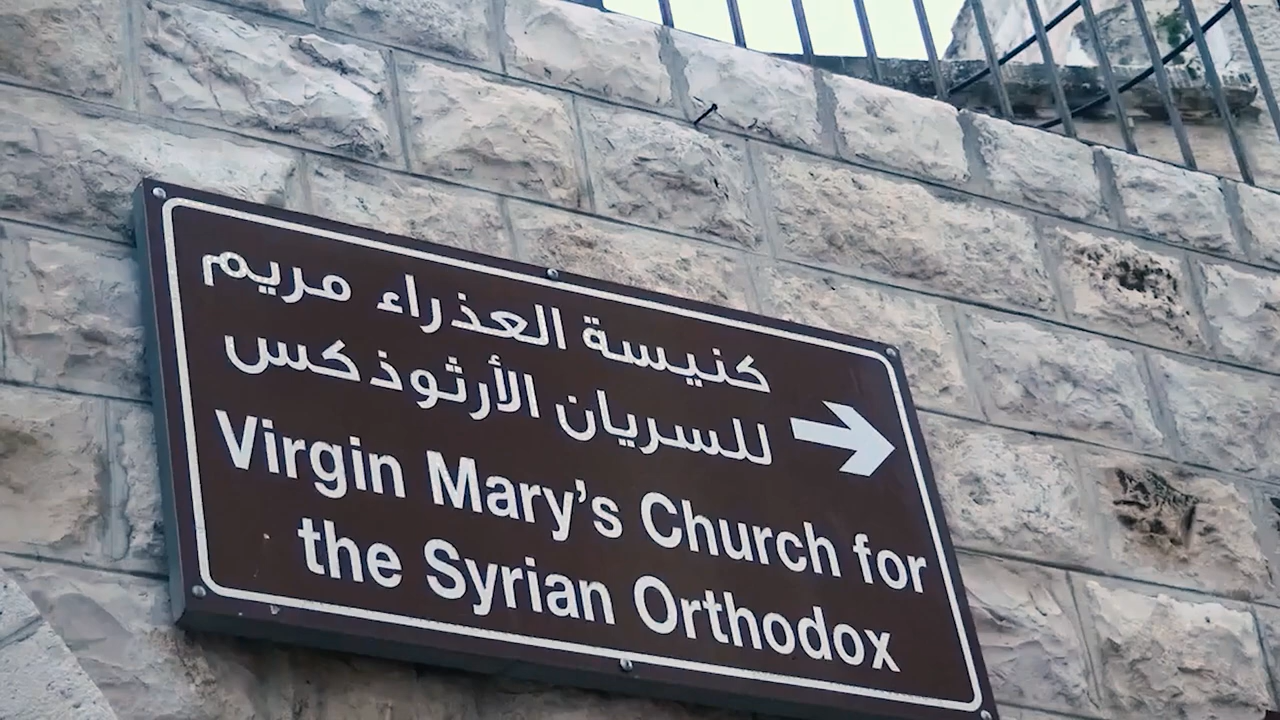 كنيسة العذراء مريم
للسريان الأرثوذكس
Virgin Mary's Church for
the Syrian Orthodox